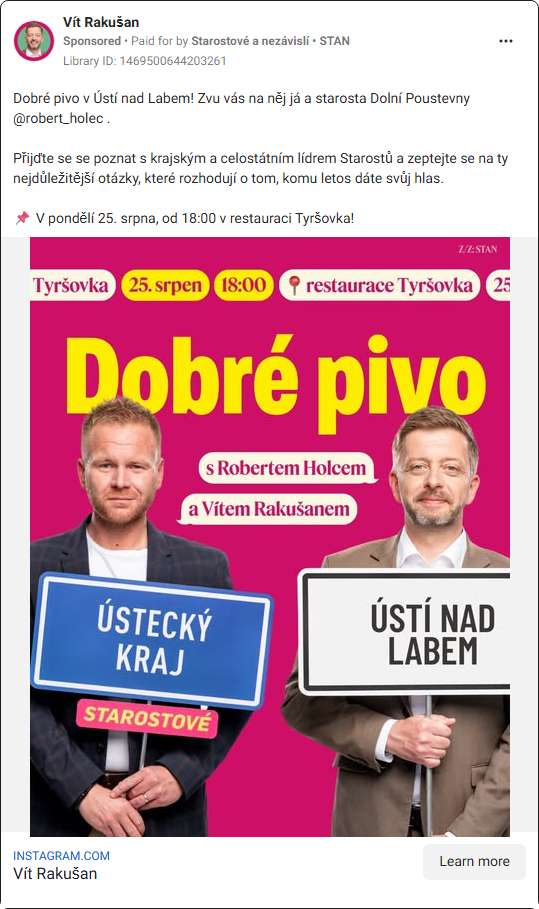 Vít Rakušan
Sponsored • Paid for by Starostové a nezávislí • STAN
Library ID: 1469500644203261
Dobré pivo v Ústí nad Labem! Zvu vás na něj já a starosta Dolní Poustevny
@robert_holec .
Přijďte se se poznat s krajským a celostátním lídrem Starostů a zeptejte se na ty
nejdůležitější otázky, které rozhodují o tom, komu letos dáte svůj hlas.
📌 V pondělí 25. srpna, od 18:00 v restauraci Tyršovka!
Z/Z: STAN
Tyršovka 25. srpen 18:00 📍 restaurace Tyršovka 25
Dobré pivo
s Robertem Holcem
a Vítem Rakušanem
ÚSTECKÝ
KRAJ
STAROSTOVÉ
ÚSTÍ NAD
LABEM
INSTAGRAM.COM
Vít Rakušan
Learn more